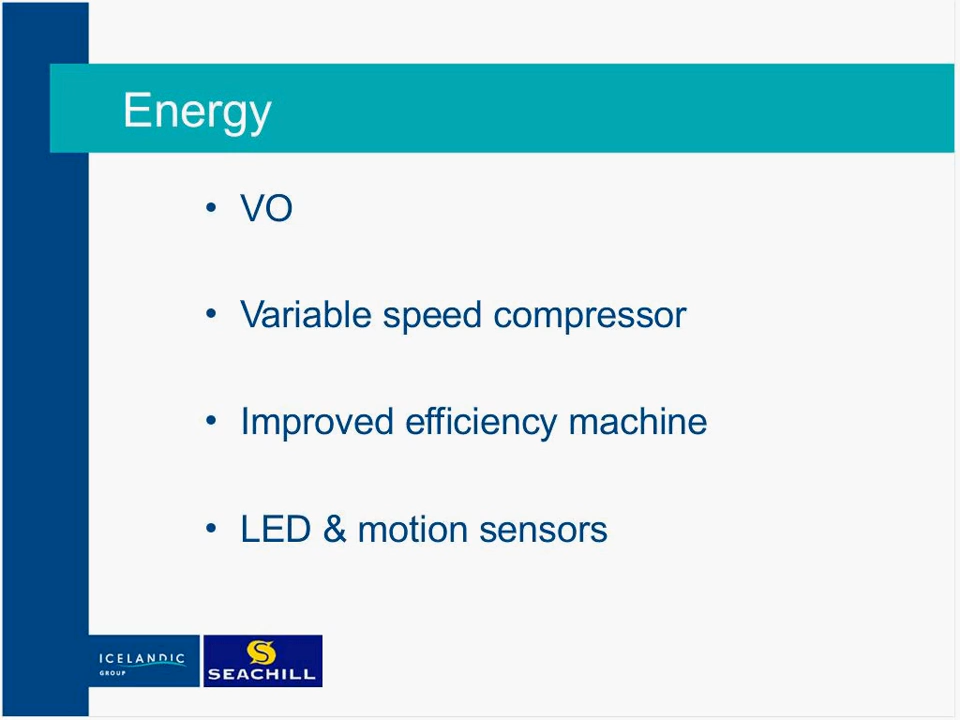 Energy
• VO
• Variable speed compressor
• Improved efficiency machine
• LED & motion sensors
ICELANDIC
GROUP
SEACHILL